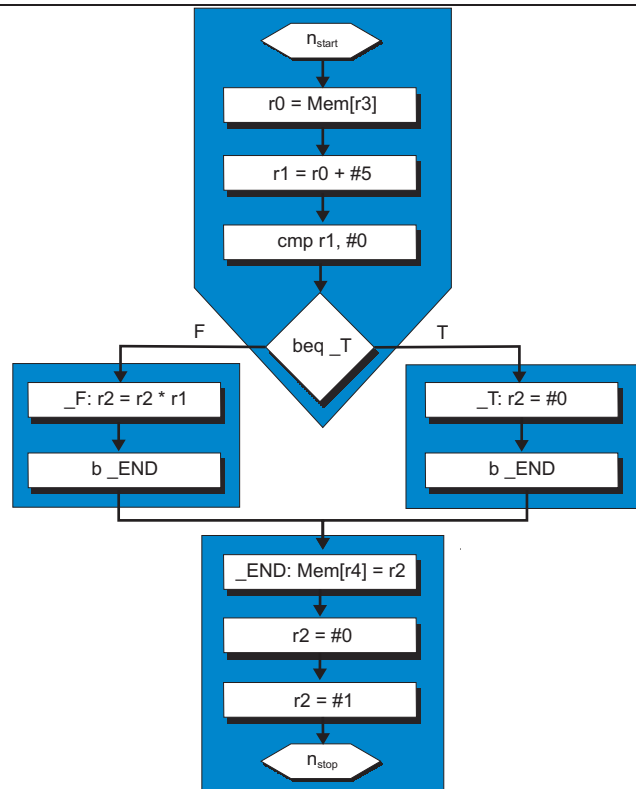 nstart
r0 = Mem[r3]
r1 = r0 + #5
cmp r1, #0
beq _T
F
T
_F: r2 = r2 * r1
b _END
_T: r2 = #0
b _END
_END: Mem[r4] = r2
r2 = #0
r2 = #1
nstop